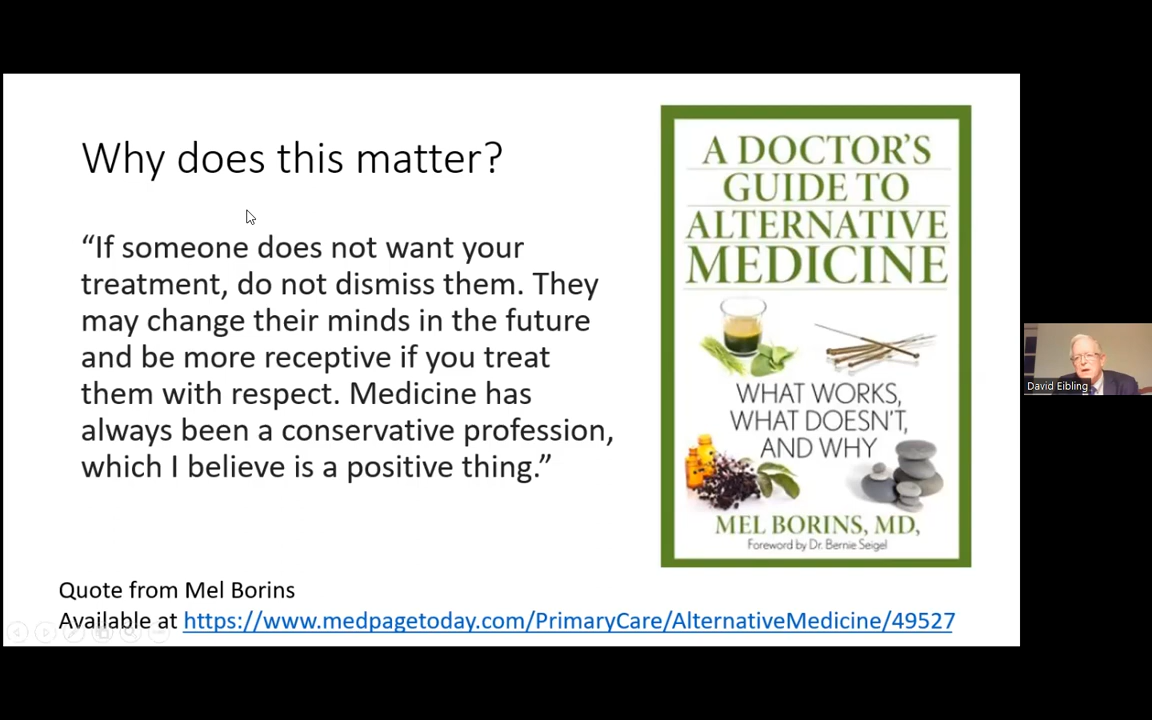 Why does this matter?
“If someone does not want your
treatment, do not dismiss them. They
may change their minds in the future
and be more receptive if you treat
them with respect. Medicine has
always been a conservative profession,
which I believe is a positive thing.”
Quote from Mel Borins
Available at https://www.medpagetoday.com/PrimaryCare/AlternativeMedicine/49527
A DOCTOR'S
GUIDE TO
ALTERNATIVE
MEDICINE
WHAT WORKS,
WHAT DOESN'T,
AND WHY
MEL BORINS, MD,
Foreword by Dr. Bernie Seigel
David Eibling